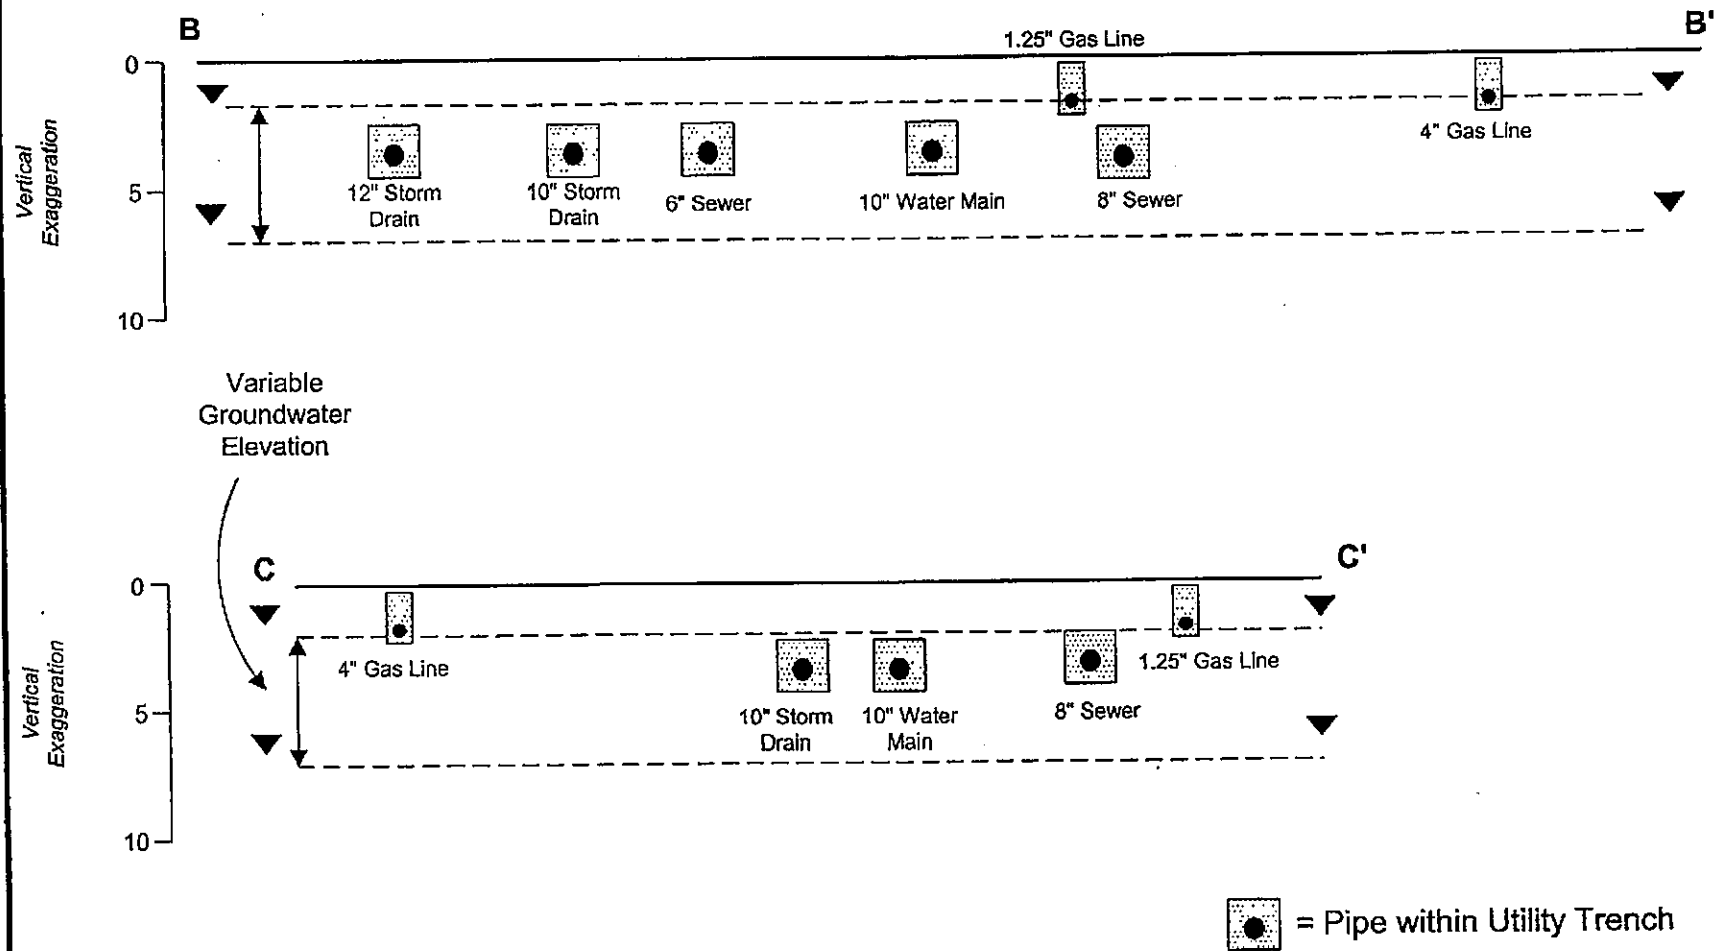 B
B'
1.25" Gas Line
0
4" Gas Line
Vertical
Exaggeration
5
12" Storm
Drain
10" Storm
Drain
6" Sewer
10" Water Main
8" Sewer
10
Variable
Groundwater
Elevation
C
C'
0
4" Gas Line
1.25" Gas Line
Vertical
Exaggeration
5
10" Storm
Drain
10" Water
Main
8" Sewer
10
= Pipe within Utility Trench